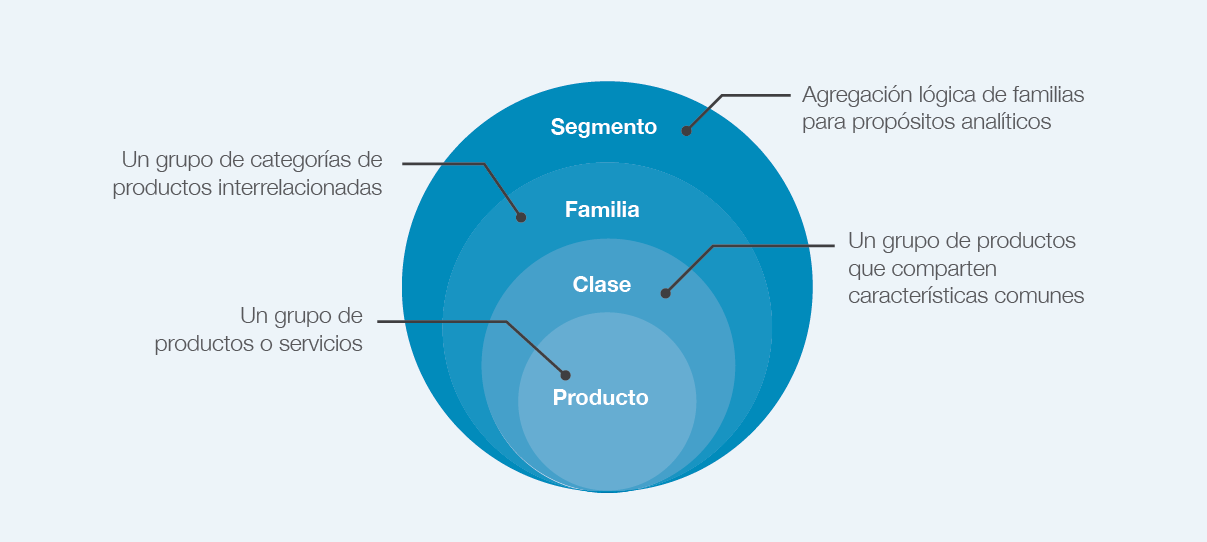 Segmento
Agregación lógica de familias
para propósitos analíticos
Un grupo de categorías de
productos interrelacionadas
Familia
Un grupo de productos
que comparten
características comunes
Clase
Un grupo de
productos o servicios
Producto